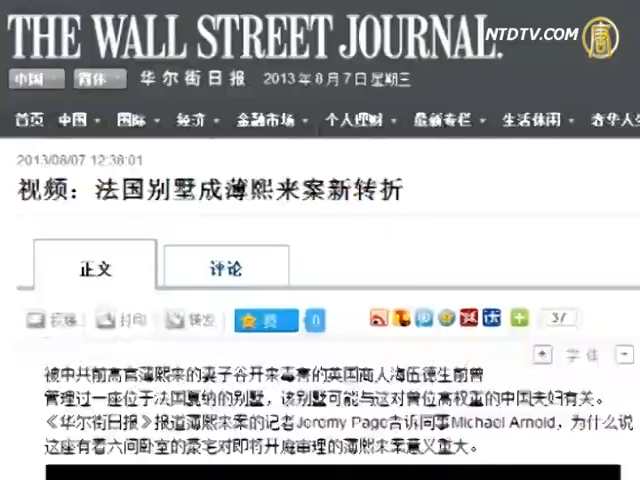 THE WALL STREET JOURNAL.
NTDTV.COM
中国 简体 华尔街日报 2013年8月7日星期三
首页 中国 国际 经济 金融市场 个人理财 最新专栏 生活休闲 奢华人生
2013/08/07 12:38:01
视频：法国别墅成薄熙来案新转折
正文 评论
视频 打印 转发 赞 0 37
字体
被中共前高官薄熙来的妻子谷开来毒害的英国商人海伍德生前曾
管理过一座位于法国戛纳的别墅，该别墅可能与这对曾位高权重的中国夫妇有关。
《华尔街日报》报道薄熙来案的记者Jeremy Page告诉同事Michael Arnold，为什么说
这座有着六间卧室的豪宅对即将开庭审理的薄熙来案意义重大。